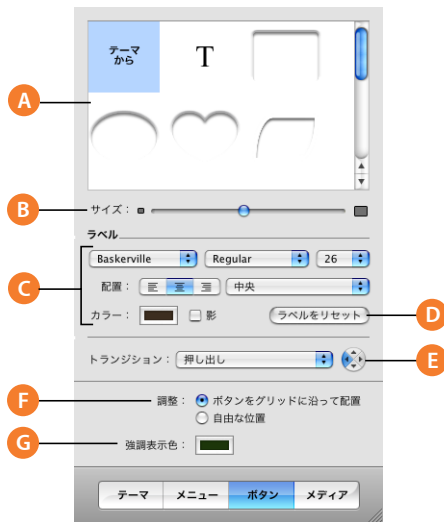 テーマ
から
T
A
B
サイズ：
ラベル
Baskerville Regular 26
C
配置： 中央
カラー： 影 ラベルをリセット
D
トランジション： 押し出し
E
F
調整： ボタンをグリッドに沿って配置
自由な位置
G
強調表示色：
テーマ メニュー ボタン メディア